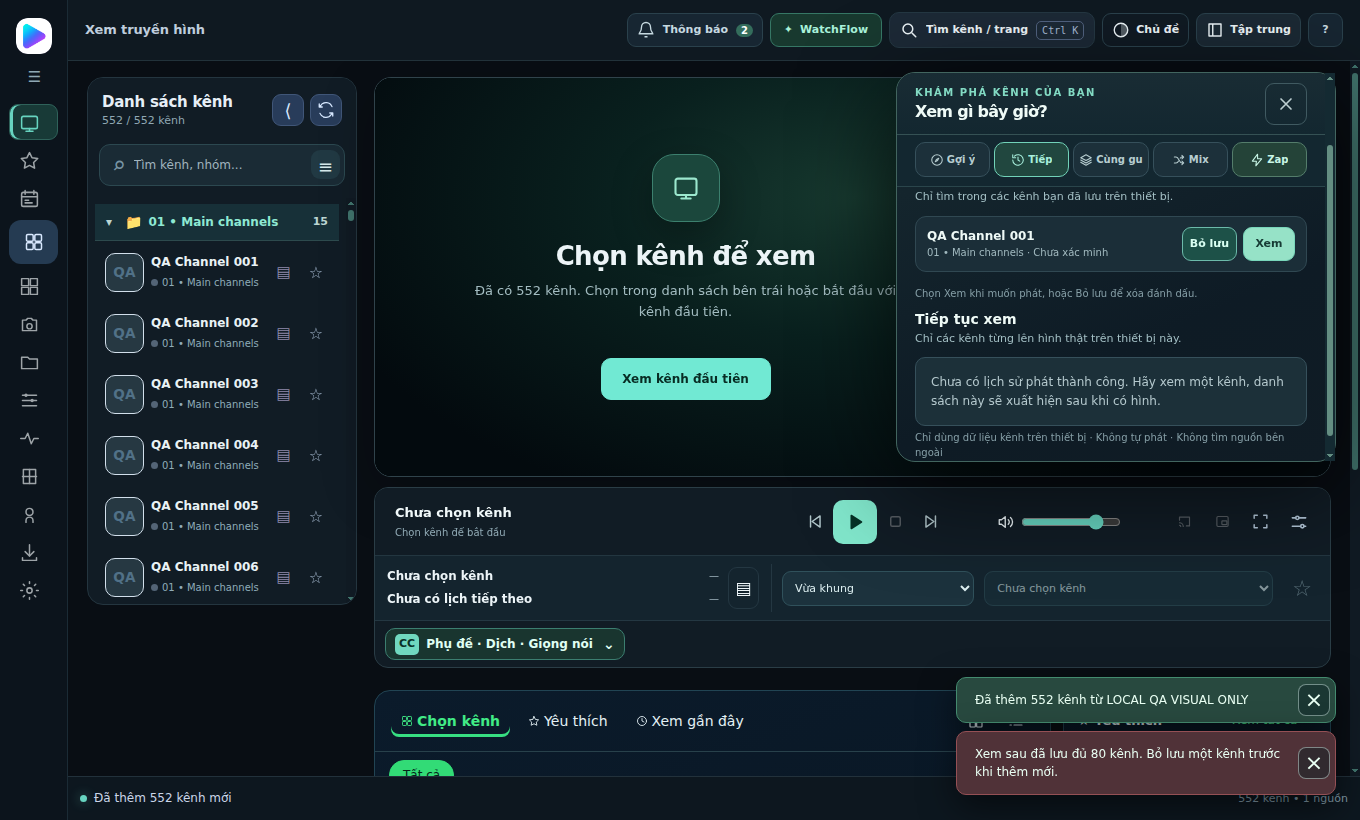 Xem truyền hình
Thông báo 2
✦ WatchFlow
Tìm kênh / trang Ctrl K
Chủ đề
Tập trung
?
Danh sách kênh
552 / 552 kênh
Tìm kênh, nhóm...
01 • Main channels 15
QA QA Channel 001
01 • Main channels
QA QA Channel 002
01 • Main channels
QA QA Channel 003
01 • Main channels
QA QA Channel 004
01 • Main channels
QA QA Channel 005
01 • Main channels
QA QA Channel 006
01 • Main channels
Chọn kênh để xem
Đã có 552 kênh. Chọn trong danh sách bên trái hoặc bắt đầu với
kênh đầu tiên.
Xem kênh đầu tiên
KHÁM PHÁ KÊNH CỦA BẠN
Xem gì bây giờ?
Gợi ý
Tiếp
Cùng gu
Mix
Zap
Chỉ tìm trong các kênh bạn đã lưu trên thiết bị.
QA Channel 001
01 • Main channels · Chưa xác minh
Bỏ lưu
Xem
Chọn Xem khi muốn phát, hoặc Bỏ lưu để xóa đánh dấu.
Tiếp tục xem
Chỉ các kênh từng lên hình thật trên thiết bị này.
Chưa có lịch sử phát thành công. Hãy xem một kênh, danh
sách này sẽ xuất hiện sau khi có hình.
Chỉ dùng dữ liệu kênh trên thiết bị · Không tự phát · Không tìm nguồn bên
ngoài
Chưa chọn kênh
Chọn kênh để bắt đầu
Chưa chọn kênh —
Chưa có lịch tiếp theo —
Vừa khung
Chưa chọn kênh
CC Phụ đề · Dịch · Giọng nói
Chọn kênh
Yêu thích
Xem gần đây
Tất cả
Đã thêm 552 kênh từ LOCAL QA VISUAL ONLY
Xem sau đã lưu đủ 80 kênh. Bỏ lưu một kênh trước
khi thêm mới.
Đã thêm 552 kênh mới
552 kênh • 1 nguồn